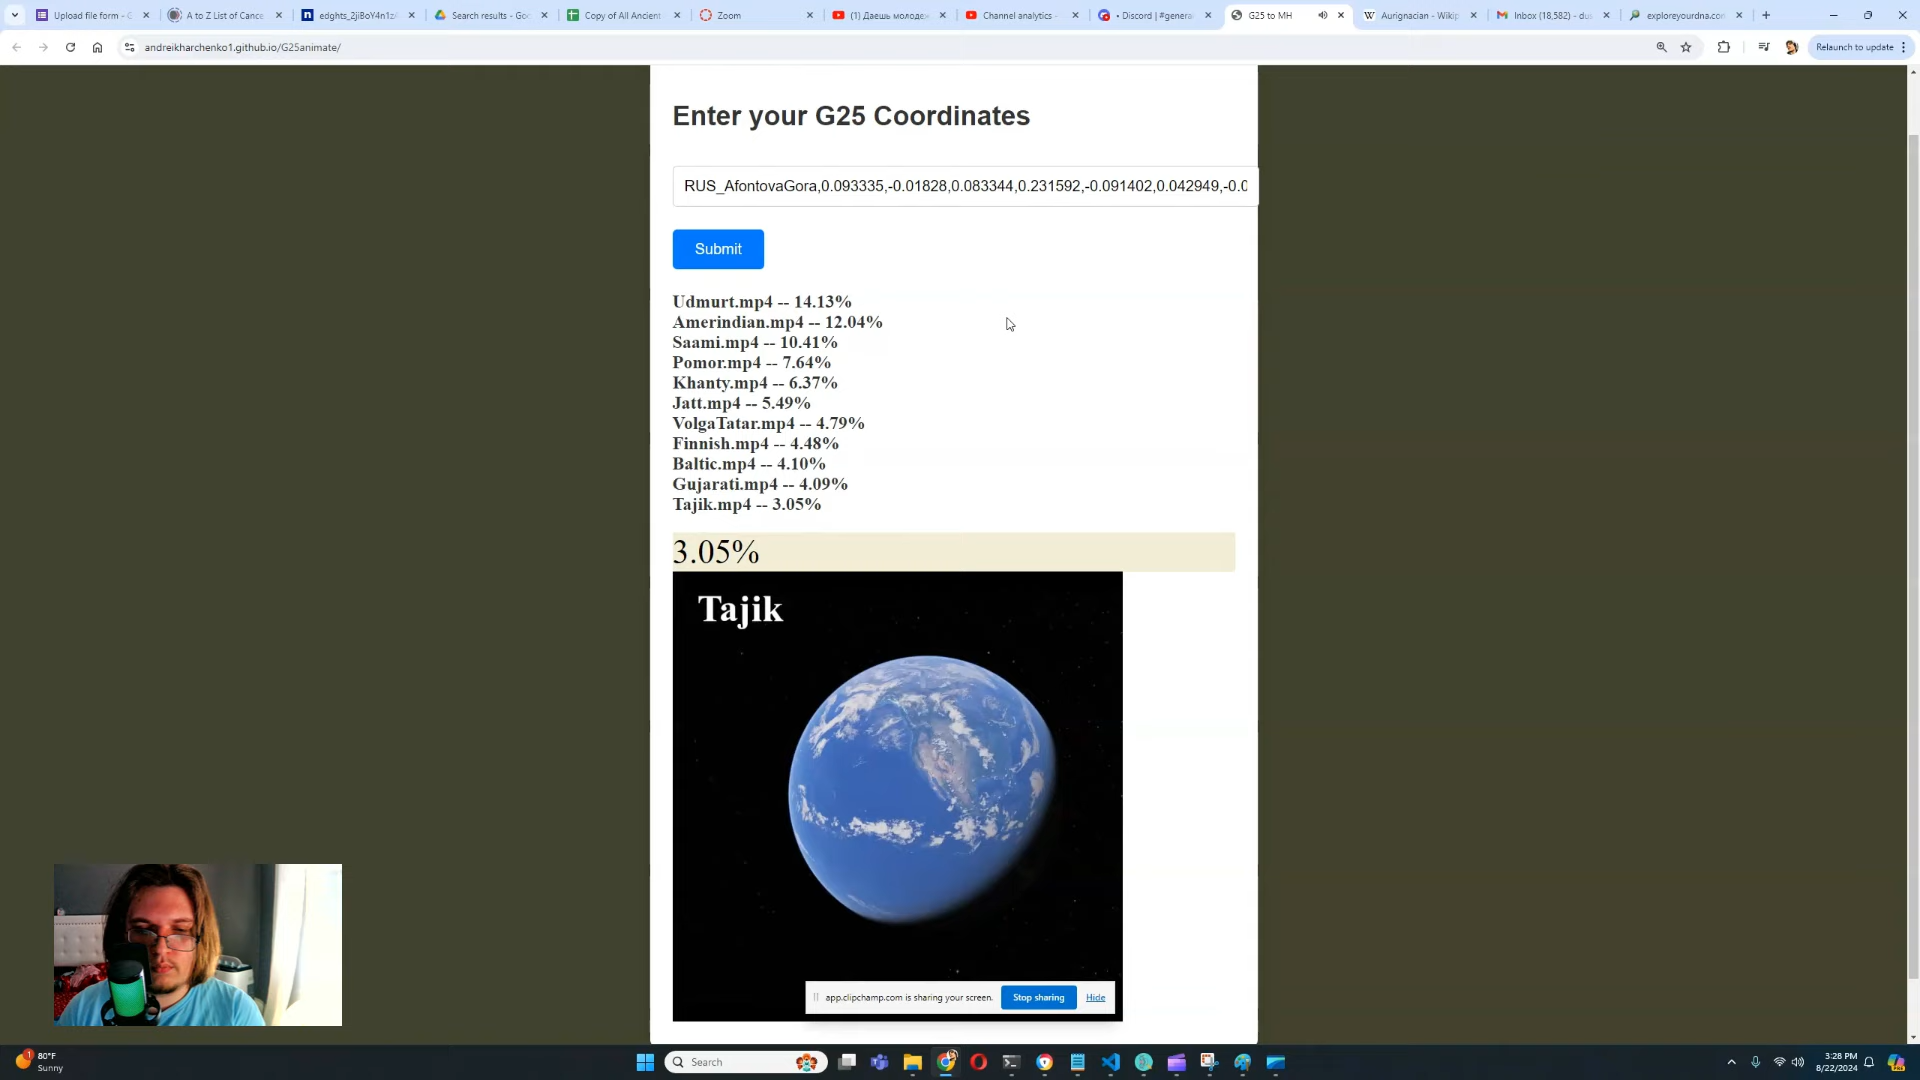 Upload file form - G
A to Z List of Cance
edghts_2jiBoY4n1z
Search results - Goo
Copy of All Ancient
Zoom
(1) Даешь молодеж
Channel analytics -
• Discord | #genera
G25 to MH
Aurignacian - Wikip
Inbox (18,582) - dus
exploreyourdna.con
andreikharchenko1.github.io/G25animate/
Relaunch to update
Enter your G25 Coordinates
RUS_AfontovaGora,0.093335,-0.01828,0.083344,0.231592,-0.091402,0.042949,-0.0
Submit
Udmurt.mp4 -- 14.13%
Amerindian.mp4 -- 12.04%
Saami.mp4 -- 10.41%
Pomor.mp4 -- 7.64%
Khanty.mp4 -- 6.37%
Jatt.mp4 -- 5.49%
VolgaTatar.mp4 -- 4.79%
Finnish.mp4 -- 4.48%
Baltic.mp4 -- 4.10%
Gujarati.mp4 -- 4.09%
Tajik.mp4 -- 3.05%
3.05%
Tajik
app.clipchamp.com is sharing your screen.
Stop sharing
Hide
1
80°F
Sunny
Search
3:28 PM
8/22/2024